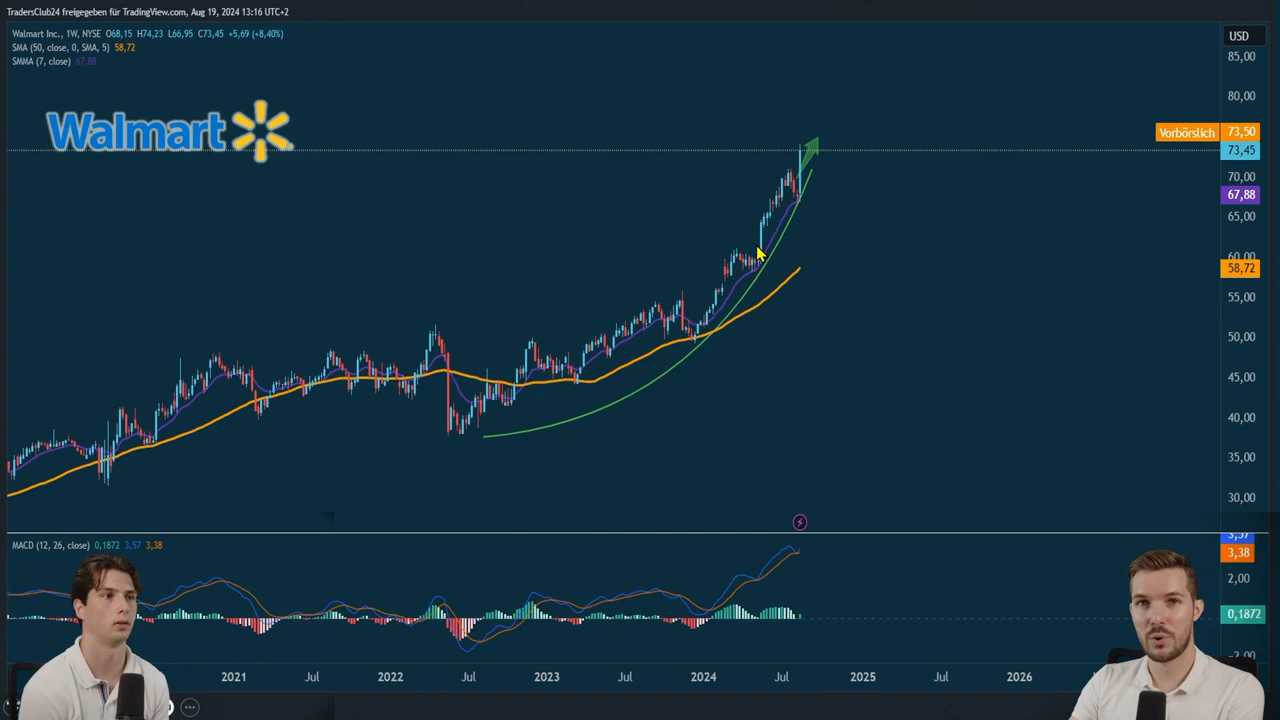 TradersClub24 freigegeben für TradingView.com, Aug 19, 2024 13:16 UTC+2
Walmart Inc., 1W, NYSE O68,15 H74,23 L66,95 C73,45 +5,69 (+8,40%)
SMA (50, close, 0, SMA, 5) 58,72
SMMA (7, close) 67,88
Walmart
USD
85,00
80,00
Vorbörslich 73,50
73,45
70,00
67,88
65,00
60,00
58,72
55,00
50,00
45,00
40,00
35,00
30,00
MACD (12, 26, close) 0,1872 3,57 3,38
3,57
3,38
2,00
0,1872
−2,00
2021 Jul 2022 Jul 2023 Jul 2024 Jul 2025 Jul 2026